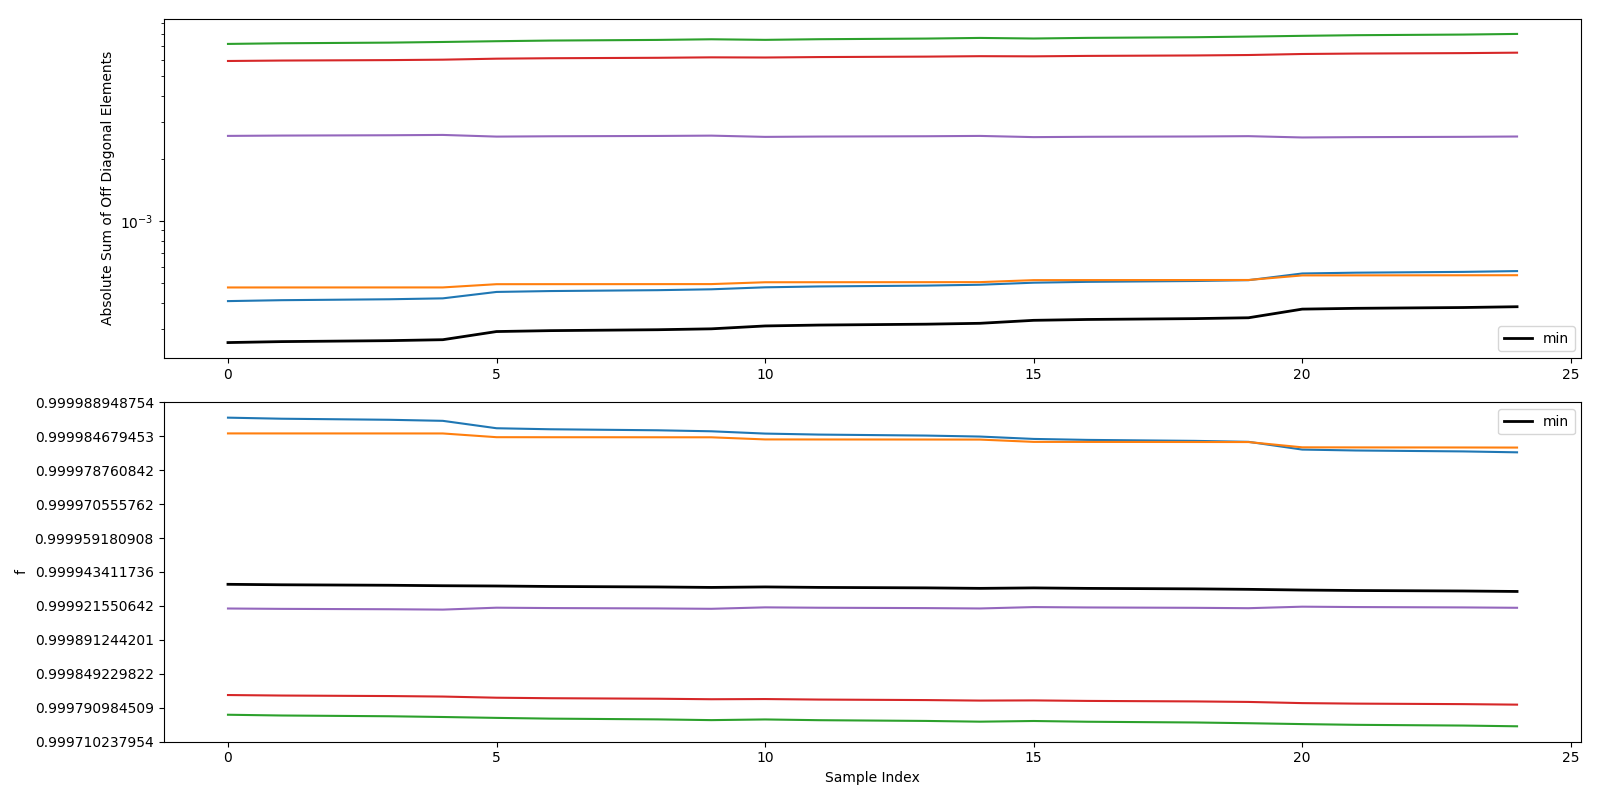 Absolute Sum of Off Diagonal Elements
10^{-3}
min
0 5 10 15 20 25
f
0.999988948754
0.999984679453
0.999978760842
0.999970555762
0.999959180908
0.999943411736
0.999921550642
0.999891244201
0.999849229822
0.999790984509
0.999710237954
min
0 5 10 15 20 25
Sample Index